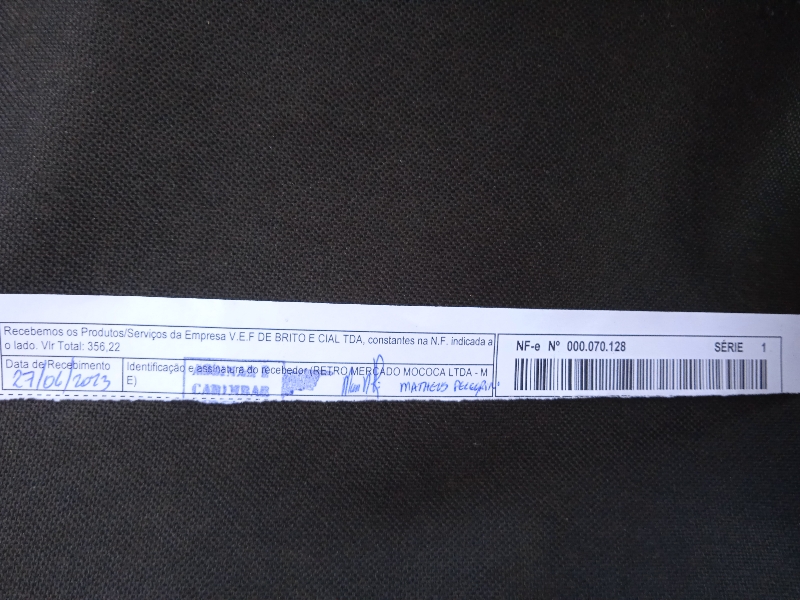 Recebemos os Produtos/Serviços da Empresa V.E.F DE BRITO E CIAL TDA, constantes na N.F. indicada a
o lado. Vlr Total: 356,22
NF-e Nº 000.070.128 SÉRIE 1
Data de Recebimento
27/06/2023
Identificação e assinatura do recebedor (RETRO MERCADO MOCOCA LTDA - M
E)
CARIMBAR
MATHEUS